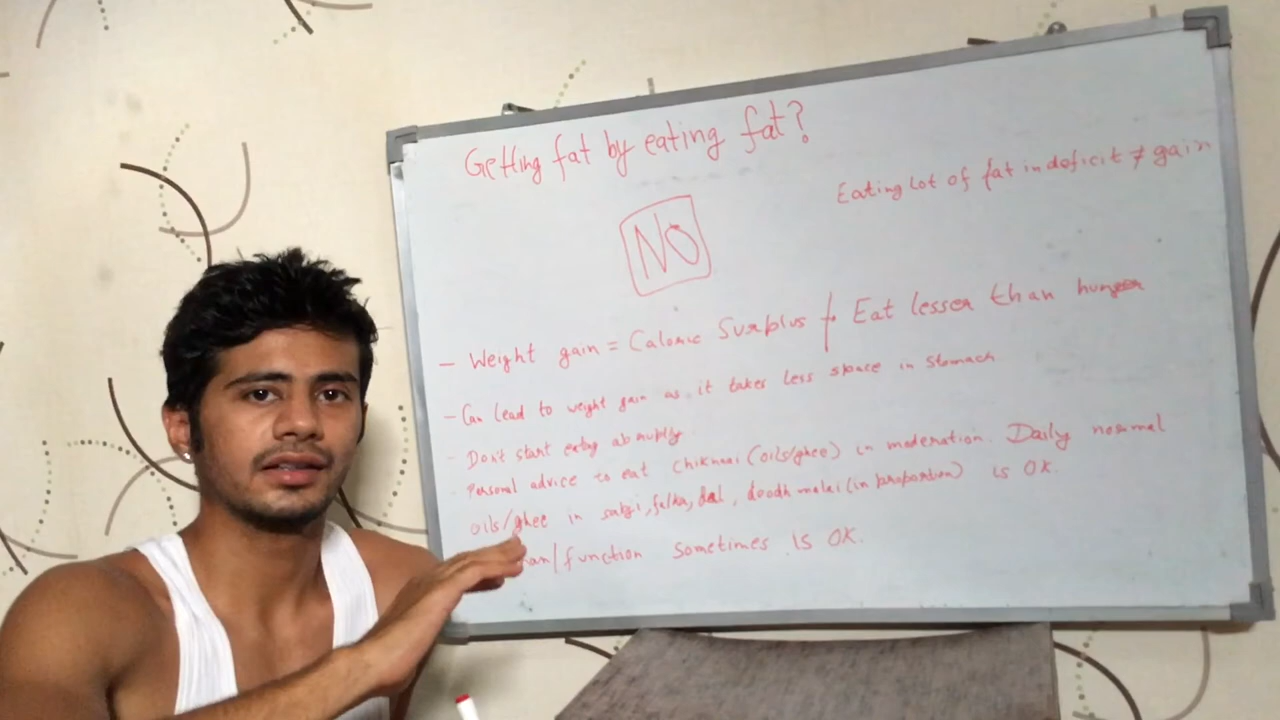 Getting fat by eating fat?
Eating Lot of fat in deficit ≠ gain
NO
- Weight gain = Caloric Surplus f. Eat lesser than hunger
- Can lead to weight gain as it takes less space in stomach
- Don't start eating abruptly.
- Personal advice to eat Chiknai (oils/ghee) in moderation. Daily normal
oils/ghee in sabji, fulka, dal, doodh malai (in proportion) is OK.
/function sometimes is OK.